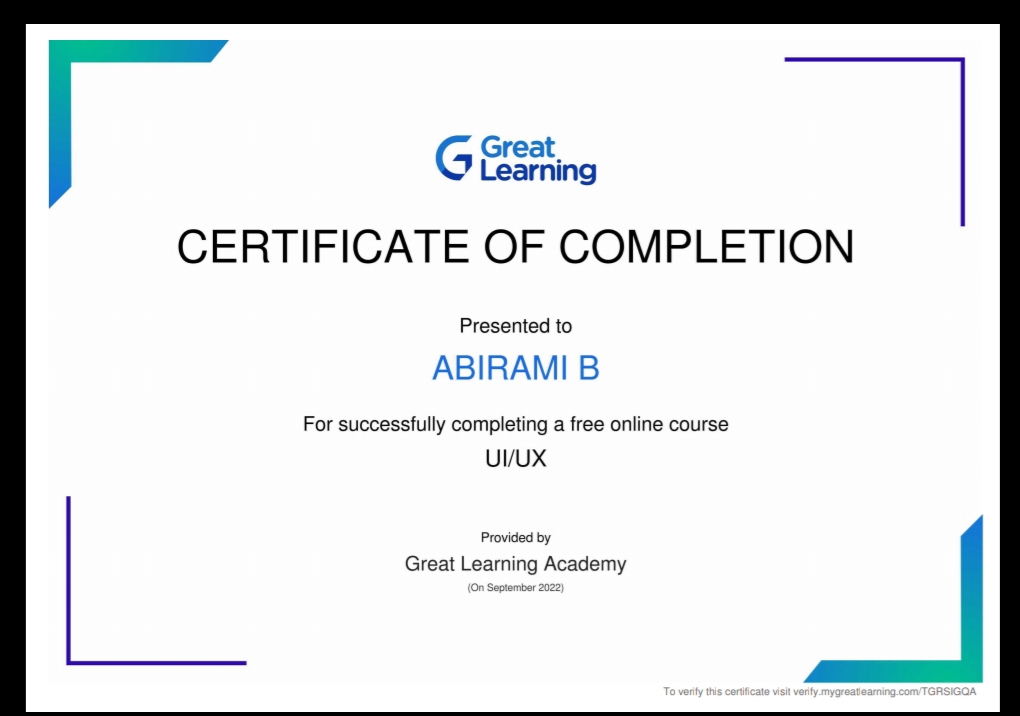 Great
Learning
CERTIFICATE OF COMPLETION
Presented to
ABIRAMI B
For successfully completing a free online course
UI/UX
Provided by
Great Learning Academy
(On September 2022)
To verify this certificate visit verify.mygreatlearning.com/TGRSIGQA